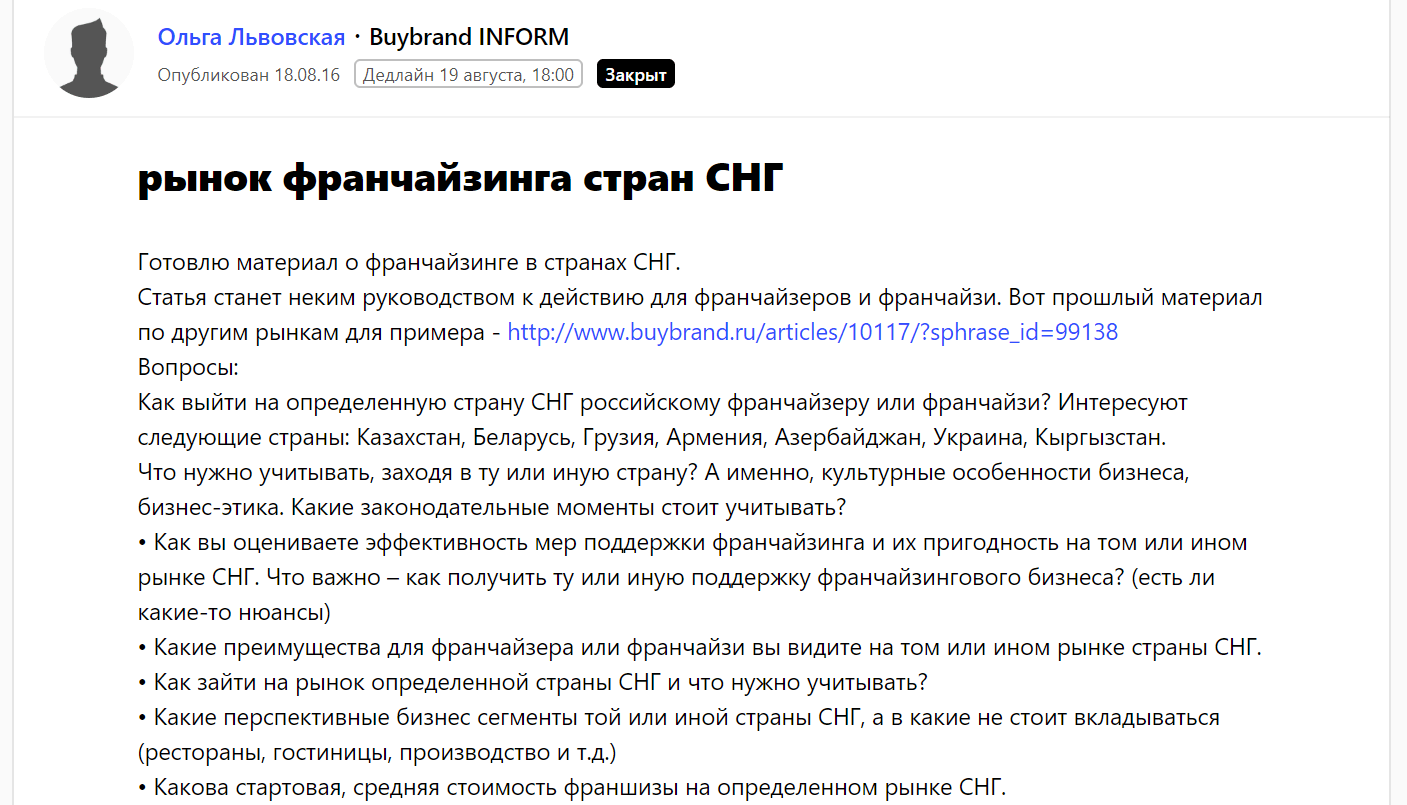 Ольга Львовская · Buybrand INFORM
Опубликован 18.08.16 Дедлайн 19 августа, 18:00 Закрыт
рынок франчайзинга стран СНГ
Готовлю материал о франчайзинге в странах СНГ.
Статья станет неким руководством к действию для франчайзеров и франчайзи. Вот прошлый материал
по другим рынкам для примера - http://www.buybrand.ru/articles/10117/?sphrase_id=99138
Вопросы:
Как выйти на определенную страну СНГ российскому франчайзеру или франчайзи? Интересуют
следующие страны: Казахстан, Беларусь, Грузия, Армения, Азербайджан, Украина, Кыргызстан.
Что нужно учитывать, заходя в ту или иную страну? А именно, культурные особенности бизнеса,
бизнес-этика. Какие законодательные моменты стоит учитывать?
• Как вы оцениваете эффективность мер поддержки франчайзинга и их пригодность на том или ином
рынке СНГ. Что важно – как получить ту или иную поддержку франчайзингового бизнеса? (есть ли
какие-то нюансы)
• Какие преимущества для франчайзера или франчайзи вы видите на том или ином рынке страны СНГ.
• Как зайти на рынок определенной страны СНГ и что нужно учитывать?
• Какие перспективные бизнес сегменты той или иной страны СНГ, а в какие не стоит вкладываться
(рестораны, гостиницы, производство и т.д.)
• Какова стартовая, средняя стоимость франшизы на определенном рынке СНГ.